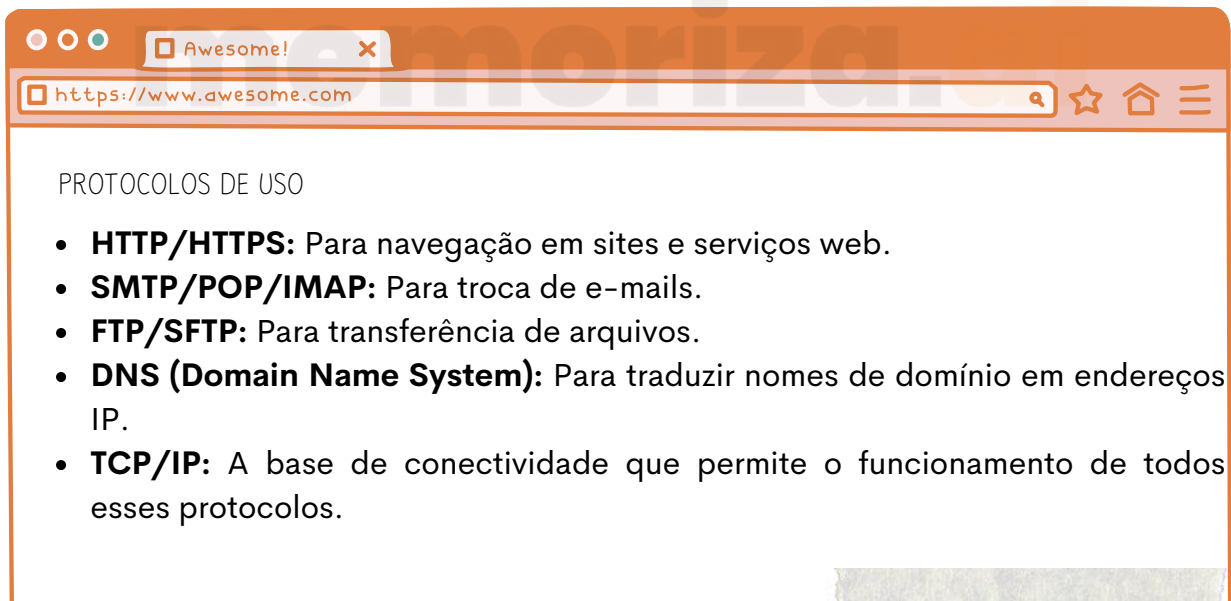 memoriza.ai
Awesome!
https://www.awesome.com
PROTOCOLOS DE USO
• HTTP/HTTPS: Para navegação em sites e serviços web.
• SMTP/POP/IMAP: Para troca de e-mails.
• FTP/SFTP: Para transferência de arquivos.
• DNS (Domain Name System): Para traduzir nomes de domínio em endereços
IP.
• TCP/IP: A base de conectividade que permite o funcionamento de todos
esses protocolos.